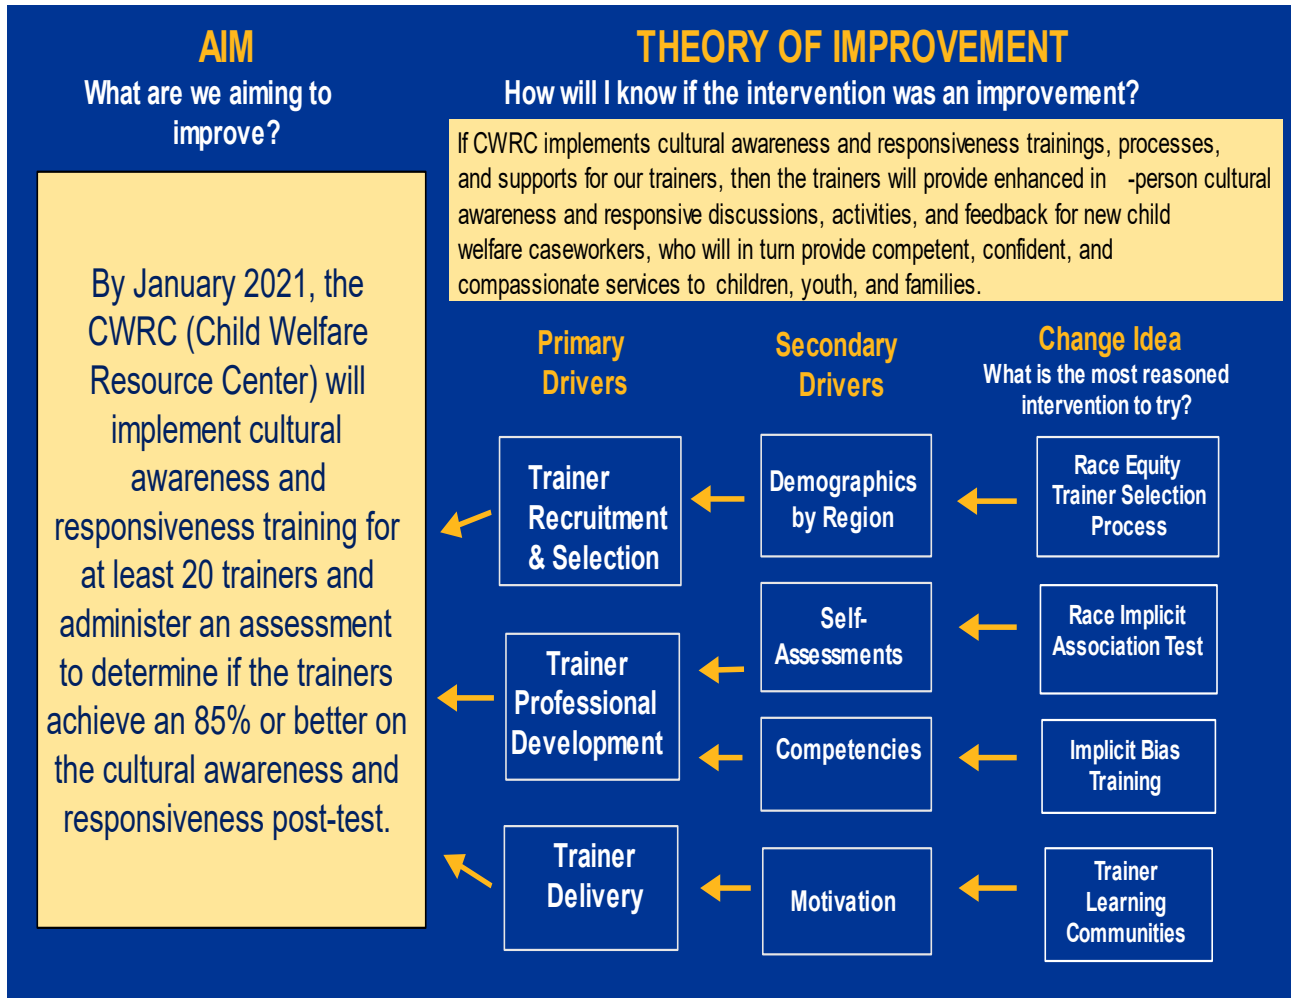 AIM
What are we aiming to
improve?
By January 2021, the
CWRC (Child Welfare
Resource Center) will
implement cultural
awareness and
responsiveness training for
at least 20 trainers and
administer an assessment
to determine if the trainers
achieve an 85% or better on
the cultural awareness and
responsiveness post-test.
THEORY OF IMPROVEMENT
How will I know if the intervention was an improvement?
If CWRC implements cultural awareness and responsiveness trainings, processes,
and supports for our trainers, then the trainers will provide enhanced in -person cultural
awareness and responsive discussions, activities, and feedback for new child
welfare caseworkers, who will in turn provide competent, confident, and
compassionate services to children, youth, and families.
Primary
Drivers
Trainer
Recruitment
& Selection
Trainer
Professional
Development
Trainer
Delivery
Secondary
Drivers
Demographics
by Region
Self-
Assessments
Competencies
Motivation
Change Idea
What is the most reasoned
intervention to try?
Race Equity
Trainer Selection
Process
Race Implicit
Association Test
Implicit Bias
Training
Trainer
Learning
Communities